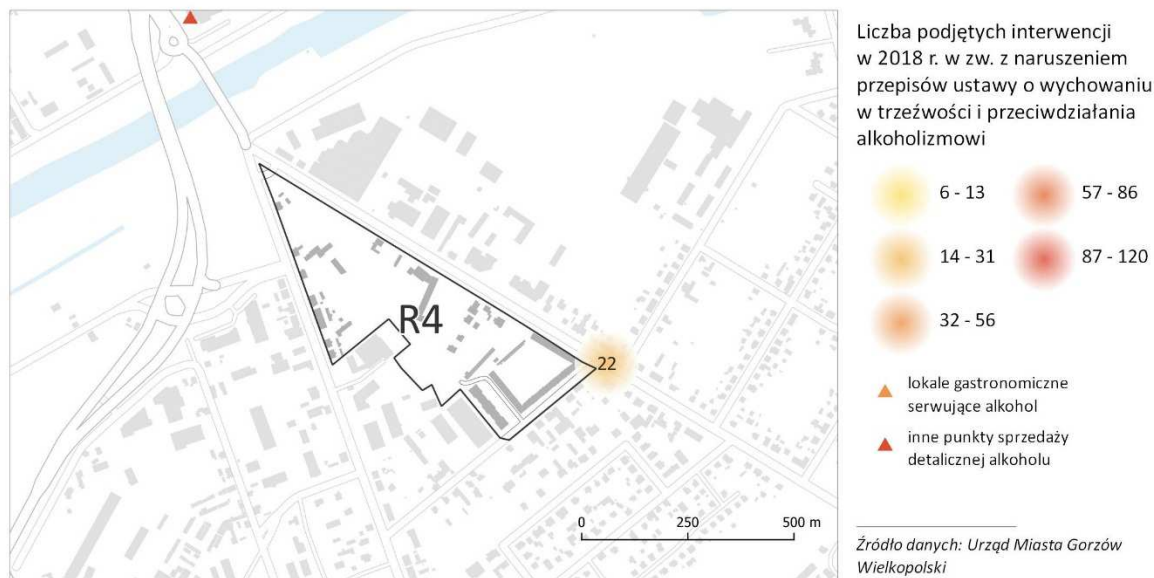 Liczba podjętych interwencji
w 2018 r. w zw. z naruszeniem
przepisów ustawy o wychowaniu
w trzeźwości i przeciwdziałania
alkoholizmowi
6 - 13
57 - 86
14 - 31
87 - 120
32 - 56
lokale gastronomiczne
serwujące alkohol
inne punkty sprzedaży
detalicznej alkoholu
Źródło danych: Urząd Miasta Gorzów
Wielkopolski
R4
22
0 250 500 m